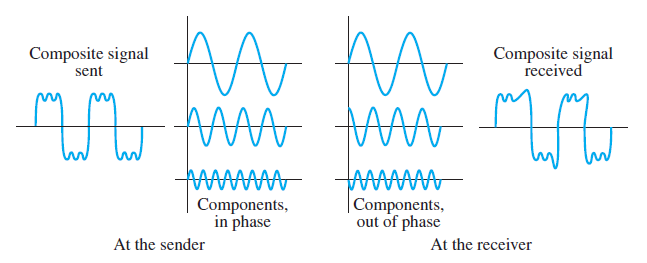 Composite signal
sent
Composite signal
received
Components,
in phase
Components,
out of phase
At the sender
At the receiver